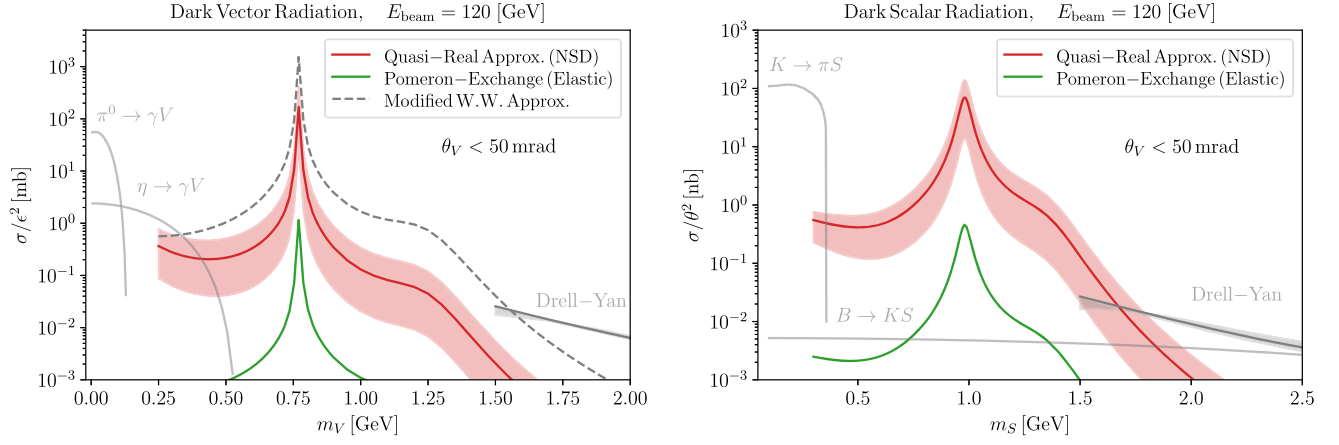 Dark Vector Radiation, E_beam = 120 [GeV]
Quasi−Real Approx. (NSD)
Pomeron−Exchange (Elastic)
Modified W.W. Approx.
π⁰ → γV
θ_V < 50 mrad
η → γV
Drell−Yan
σ/ϵ² [mb]
10³
10²
10¹
10⁰
10⁻¹
10⁻²
10⁻³
0.00 0.25 0.50 0.75 1.00 1.25 1.50 1.75 2.00
m_V [GeV]
Dark Scalar Radiation, E_beam = 120 [GeV]
Quasi−Real Approx. (NSD)
Pomeron−Exchange (Elastic)
K → πS
θ_V < 50 mrad
Drell−Yan
B → KS
σ/θ² [nb]
10³
10²
10¹
10⁰
10⁻¹
10⁻²
10⁻³
0.5 1.0 1.5 2.0 2.5
m_S [GeV]